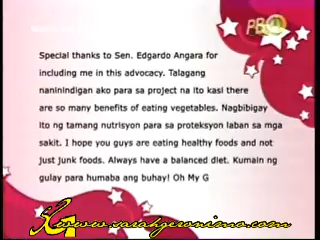 PBO
Special thanks to Sen. Edgardo Angara for
including me in this advocacy. Talagang
naninindigan ako para sa project na ito kasi there
are so many benefits of eating vegetables. Nagbibigay
ito ng tamang nutrisyon para sa proteksyon laban sa mga
sakit. I hope you guys are eating healthy foods and not
just junk foods. Always have a balanced diet. Kumain ng
gulay para humaba ang buhay! Oh My G
www.sarahgeronimo.com